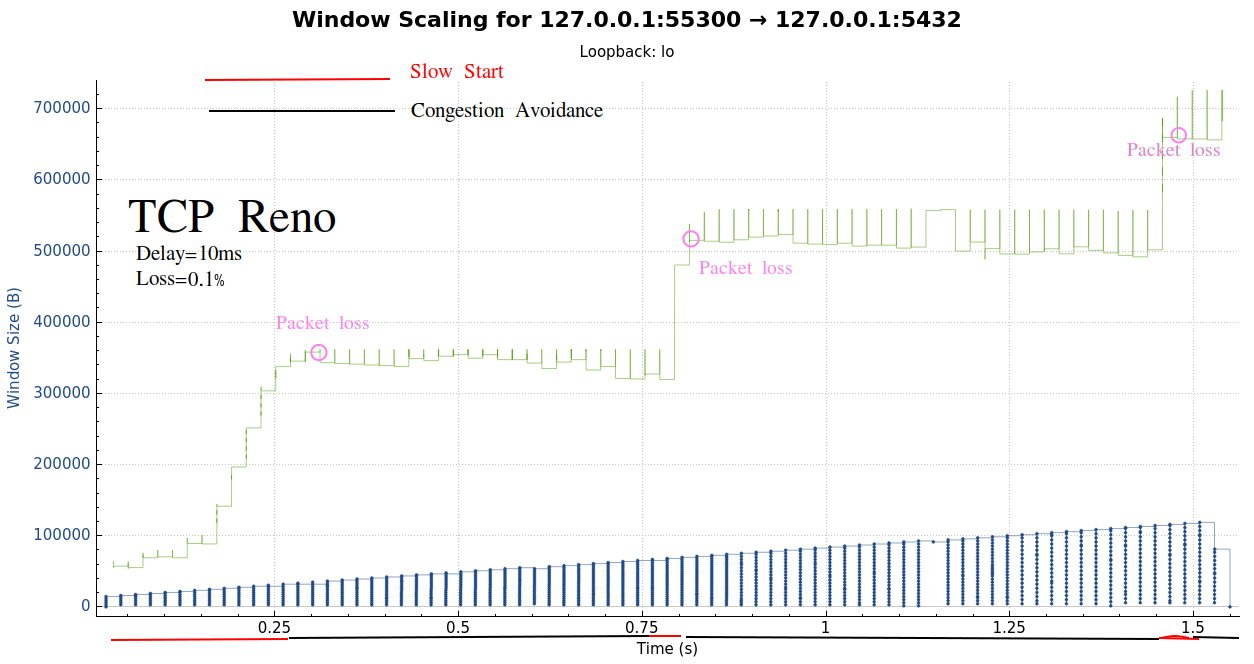 Window Scaling for 127.0.0.1:55300 → 127.0.0.1:5432
Loopback: lo
Slow Start
Congestion Avoidance
700000
Packet loss
600000
TCP Reno
Delay=10ms
500000
Packet loss
Loss=0.1%
Packet loss
400000
Window Size (B)
300000
200000
100000
0
0.25 0.5 0.75 1 1.25 1.5
Time (s)